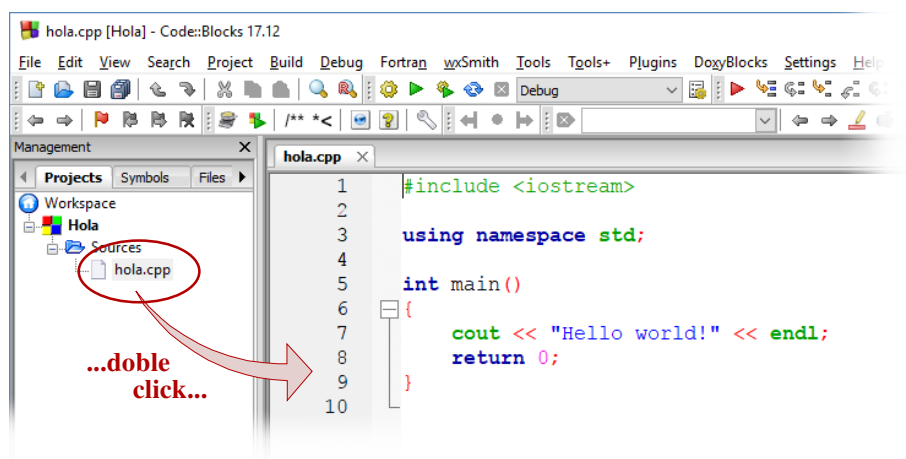 hola.cpp [Hola] - Code::Blocks 17.12
File Edit View Search Project Build Debug Fortran wxSmith Tools Tools+ Plugins DoxyBlocks Settings Help
Debug
/** *<
Management
hola.cpp
Projects Symbols Files
Workspace
Hola
Sources
hola.cpp
...doble
click...
1 #include <iostream>
2
3 using namespace std;
4
5 int main()
6 {
7 cout << "Hello world!" << endl;
8 return 0;
9 }
10